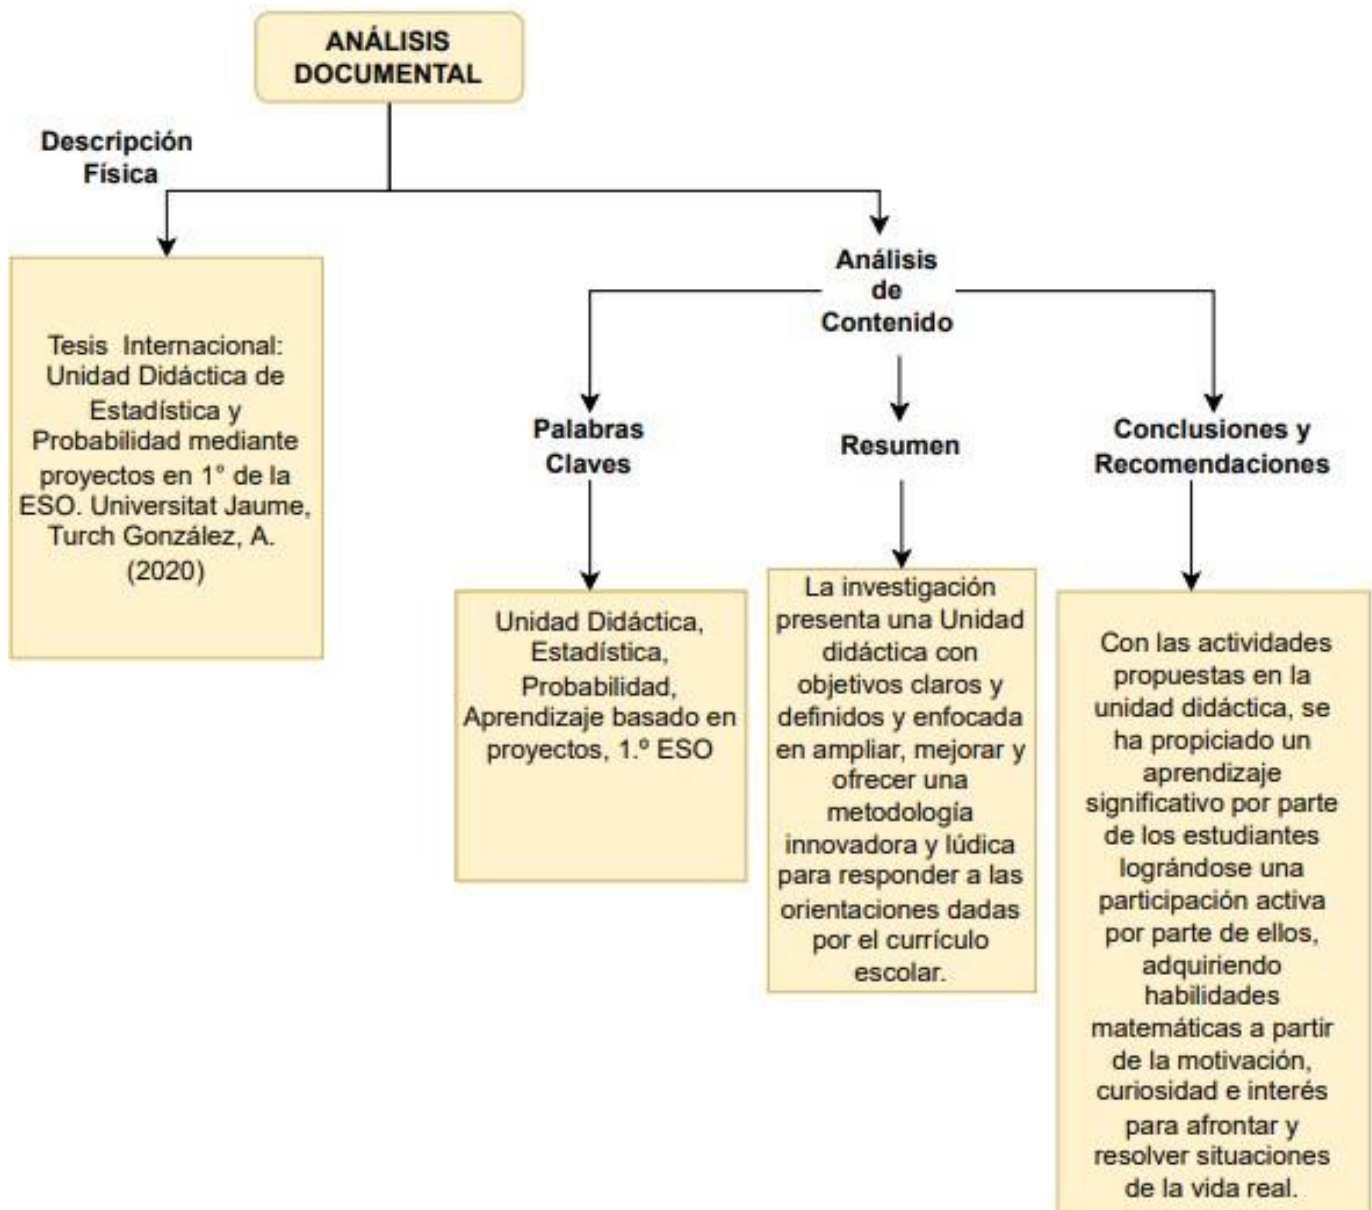 ANÁLISIS
DOCUMENTAL
Descripción
Física
Tesis Internacional:
Unidad Didáctica de
Estadística y
Probabilidad mediante
proyectos en 1° de la
ESO. Universitat Jaume,
Turch González, A.
(2020)
Análisis
de
Contenido
Palabras
Claves
Unidad Didáctica,
Estadística,
Probabilidad,
Aprendizaje basado en
proyectos, 1.º ESO
Resumen
La investigación
presenta una Unidad
didáctica con
objetivos claros y
definidos y enfocada
en ampliar, mejorar y
ofrecer una
metodología
innovadora y lúdica
para responder a las
orientaciones dadas
por el currículo
escolar.
Conclusiones y
Recomendaciones
Con las actividades
propuestas en la
unidad didáctica, se
ha propiciado un
aprendizaje
significativo por parte
de los estudiantes
lográndose una
participación activa
por parte de ellos,
adquiriendo
habilidades
matemáticas a partir
de la motivación,
curiosidad e interés
para afrontar y
resolver situaciones
de la vida real.